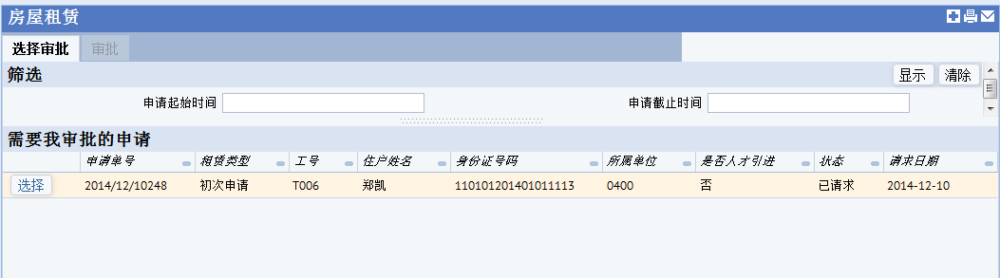 房屋租赁
选择审批 审批
筛选 显示 清除
申请起始时间 申请截止时间
需要我审批的申请
申请单号 租赁类型 工号 住户姓名 身份证号码 所属单位 是否人才引进 状态 请求日期
选择 2014/12/10248 初次申请 T006 郑凯 110101201401011113 0400 否 已请求 2014-12-10